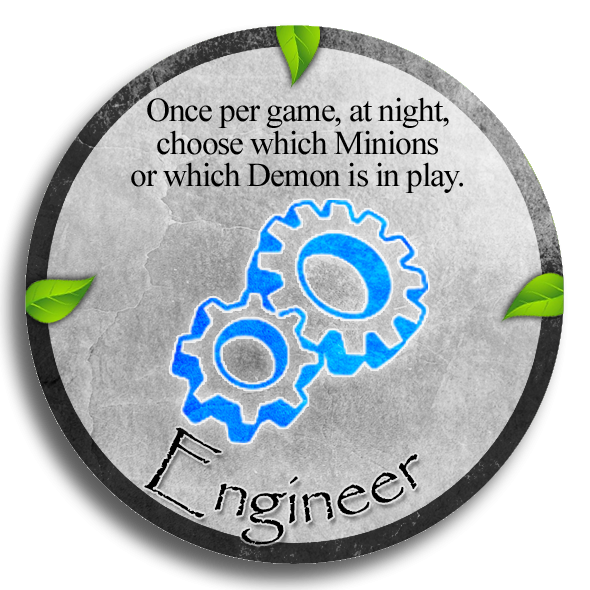 Once per game, at night,
choose which Minions
or which Demon is in play.
Engineer